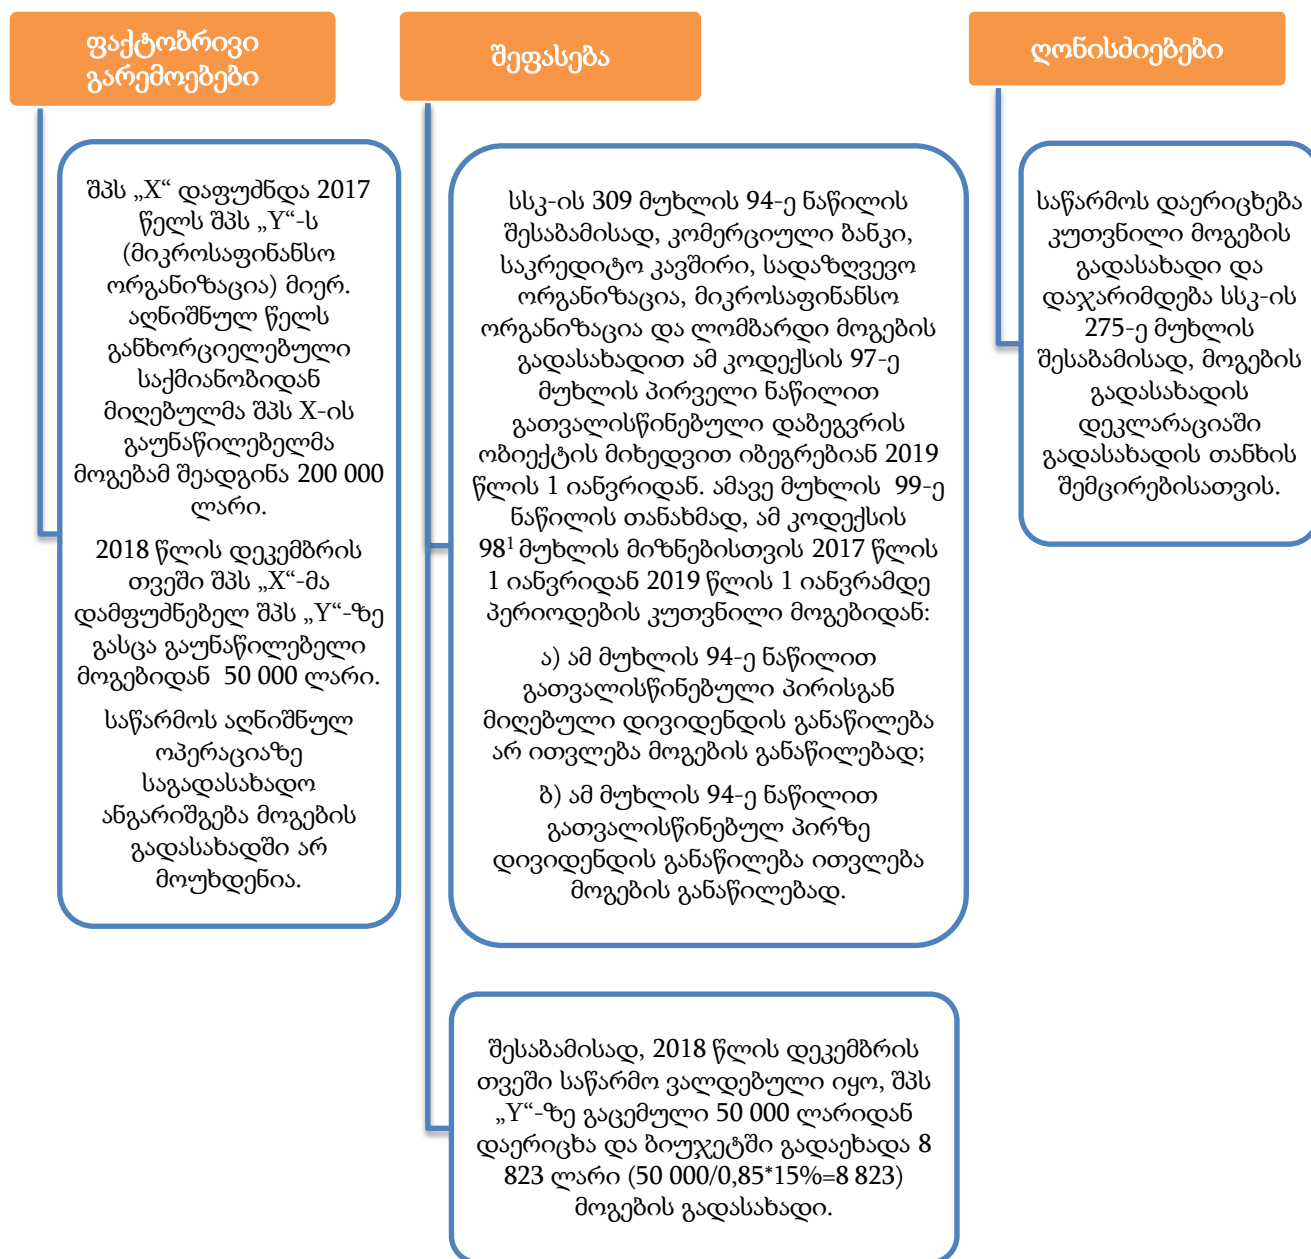 ფაქტობრივი
გარემოებები
შპს „X“ დაფუძნდა 2017
წელს შპს „Y“-ს
(მიკროსაფინანსო
ორგანიზაცია) მიერ.
აღნიშნულ წელს
განხორციელებული
საქმიანობიდან
მიღებულმა შპს X-ის
გაუნაწილებელმა
მოგებამ შეადგინა 200 000
ლარი.
2018 წლის დეკემბრის
თვეში შპს „X“-მა
დამფუძნებელ შპს „Y“-ზე
გასცა გაუნაწილებელი
მოგებიდან 50 000 ლარი.
საწარმოს აღნიშნულ
ოპერაციაზე
საგადასახადო
ანგარიშგება მოგების
გადასახადში არ
მოუხდენია.
შეფასება
სსკ-ის 309 მუხლის 94-ე ნაწილის
შესაბამისად, კომერციული ბანკი,
საკრედიტო კავშირი, სადაზღვევო
ორგანიზაცია, მიკროსაფინანსო
ორგანიზაცია და ლომბარდი მოგების
გადასახადით ამ კოდექსის 97-ე
მუხლის პირველი ნაწილით
გათვალისწინებული დაბეგვრის
ობიექტის მიხედვით იბეგრებიან 2019
წლის 1 იანვრიდან. ამავე მუხლის 99-ე
ნაწილის თანახმად, ამ კოდექსის
98¹ მუხლის მიზნებისთვის 2017 წლის
1 იანვრიდან 2019 წლის 1 იანვრამდე
პერიოდების კუთვნილი მოგებიდან:
ა) ამ მუხლის 94-ე ნაწილით
გათვალისწინებული პირისგან
მიღებული დივიდენდის განაწილება
არ ითვლება მოგების განაწილებად;
ბ) ამ მუხლის 94-ე ნაწილით
გათვალისწინებულ პირზე
დივიდენდის განაწილება ითვლება
მოგების განაწილებად.
შესაბამისად, 2018 წლის დეკემბრის
თვეში საწარმო ვალდებული იყო, შპს
„Y“-ზე გაცემული 50 000 ლარიდან
დაერიცხა და ბიუჯეტში გადაეხადა 8
823 ლარი (50 000/0,85*15%=8 823)
მოგების გადასახადი.
ღონისძიებები
საწარმოს დაერიცხება
კუთვნილი მოგების
გადასახადი და
დაჯარიმდება სსკ-ის
275-ე მუხლის
შესაბამისად, მოგების
გადასახადის
დეკლარაციაში
გადასახადის თანხის
შემცირებისათვის.